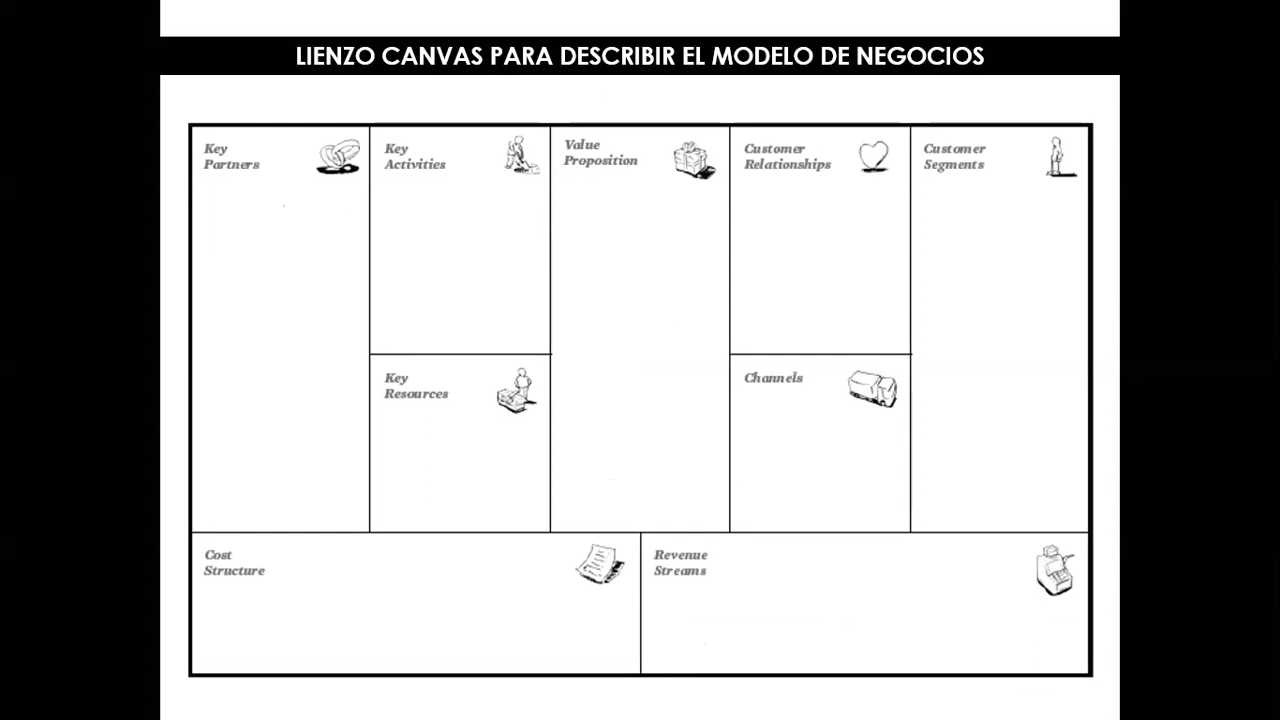 LIENZO CANVAS PARA DESCRIBIR EL MODELO DE NEGOCIOS
Key
Partners
Key
Activities
Value
Proposition
Customer
Relationships
Customer
Segments
Key
Resources
Channels
Cost
Structure
Revenue
Streams